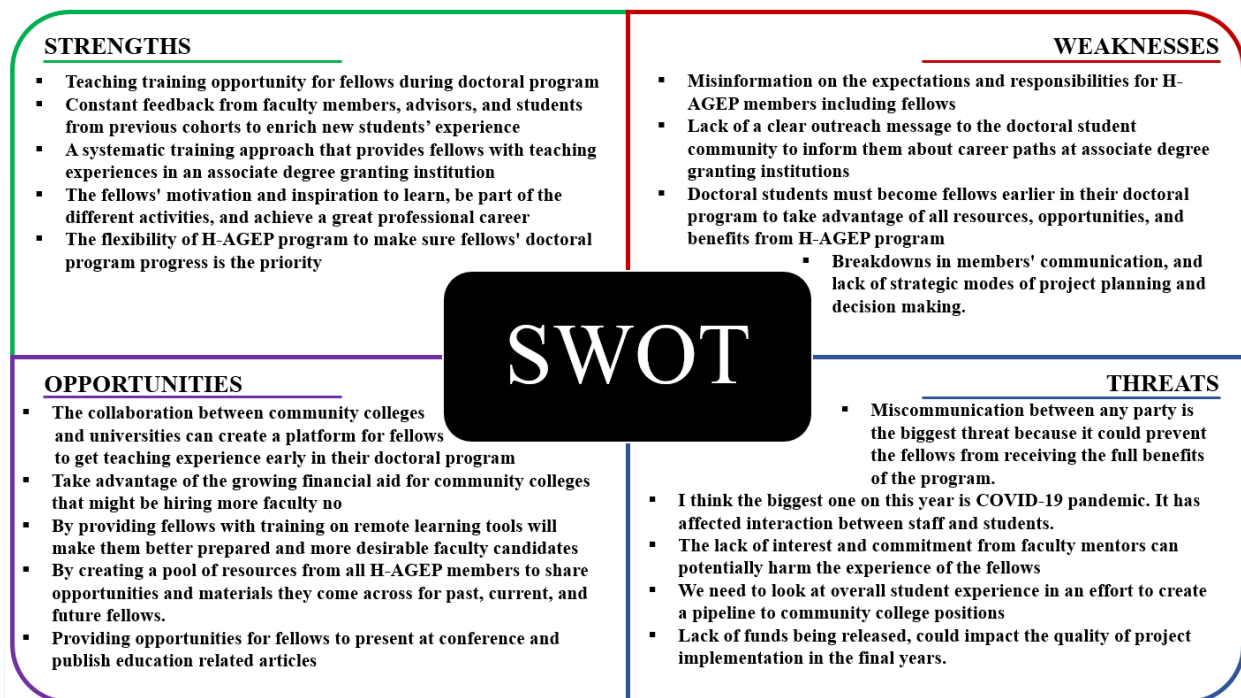 STRENGTHS
▪ Teaching training opportunity for fellows during doctoral program
▪ Constant feedback from faculty members, advisors, and students
from previous cohorts to enrich new students’ experience
▪ A systematic training approach that provides fellows with teaching
experiences in an associate degree granting institution
▪ The fellows' motivation and inspiration to learn, be part of the
different activities, and achieve a great professional career
▪ The flexibility of H-AGEP program to make sure fellows' doctoral
program progress is the priority
WEAKNESSES
▪ Misinformation on the expectations and responsibilities for H-
AGEP members including fellows
▪ Lack of a clear outreach message to the doctoral student
community to inform them about career paths at associate degree
granting institutions
▪ Doctoral students must become fellows earlier in their doctoral
program to take advantage of all resources, opportunities, and
benefits from H-AGEP program
▪ Breakdowns in members' communication, and
lack of strategic modes of project planning and
decision making.
SWOT
OPPORTUNITIES
▪ The collaboration between community colleges
and universities can create a platform for fellows
to get teaching experience early in their doctoral program
▪ Take advantage of the growing financial aid for community colleges
that might be hiring more faculty no
▪ By providing fellows with training on remote learning tools will
make them better prepared and more desirable faculty candidates
▪ By creating a pool of resources from all H-AGEP members to share
opportunities and materials they come across for past, current, and
future fellows.
▪ Providing opportunities for fellows to present at conference and
publish education related articles
THREATS
▪ Miscommunication between any party is
the biggest threat because it could prevent
the fellows from receiving the full benefits
of the program.
▪ I think the biggest one on this year is COVID-19 pandemic. It has
affected interaction between staff and students.
▪ The lack of interest and commitment from faculty mentors can
potentially harm the experience of the fellows
▪ We need to look at overall student experience in an effort to create
a pipeline to community college positions
▪ Lack of funds being released, could impact the quality of project
implementation in the final years.